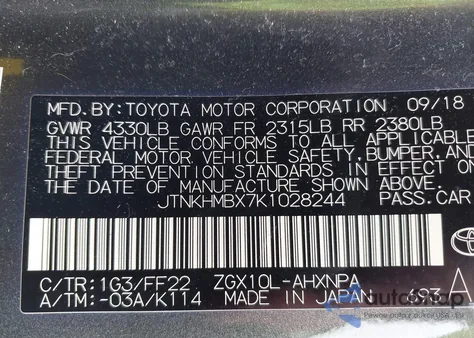 MFD.BY:TOYOTA MOTOR CORPORATION 09/18
GVWR 4330LB GAWR FR 2315LB RR 2380LB
THIS VEHICLE CONFORMS TO ALL APPLICABLE
FEDERAL MOTOR VEHICLE SAFETY, BUMPER, AND
THEFT PREVENTION STANDARDS IN EFFECT ON
THE DATE OF MANUFACTURE SHOWN ABOVE.
JTNKHMBX7K1028244 PASS.CAR
C/TR:1G3/FF22 ZGX10L-AHXNPA
A/TM:-03A/K114 MADE IN JAPAN 093-A
autobidmap